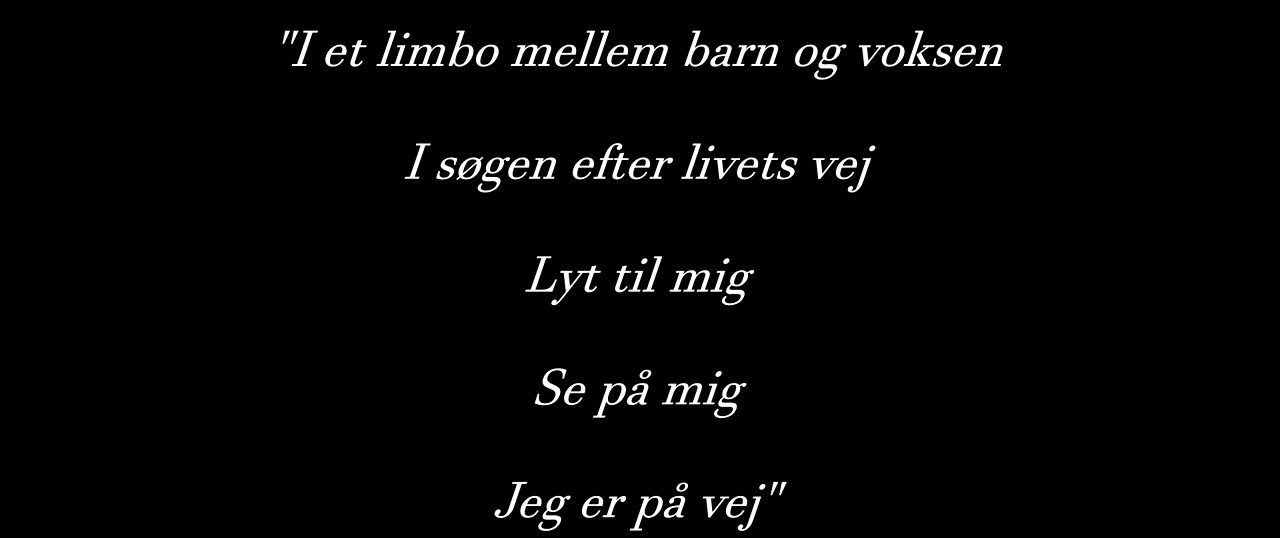 "I et limbo mellem barn og voksen
I søgen efter livets vej
Lyt til mig
Se på mig
Jeg er på vej"